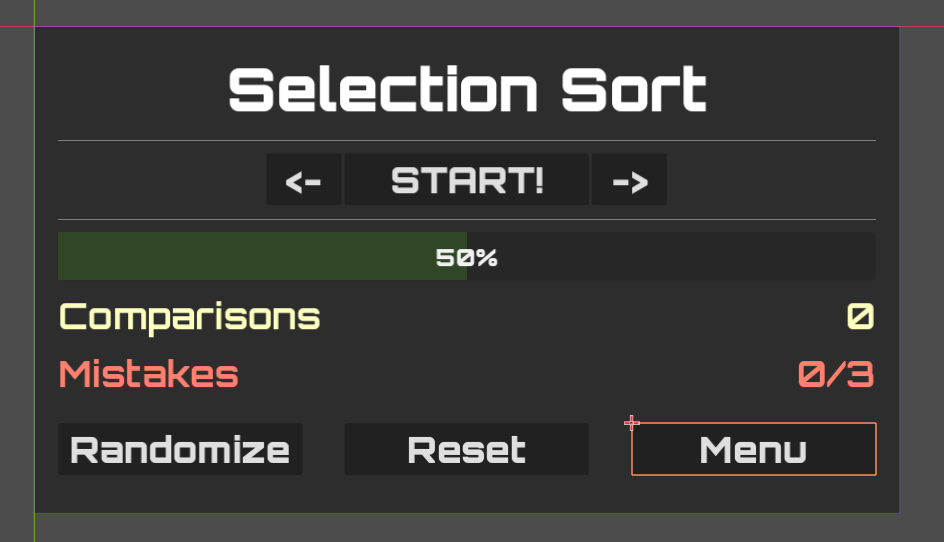 Selection Sort
<- START! ->
50%
Comparisons 0
Mistakes 0/3
Randomize Reset Menu